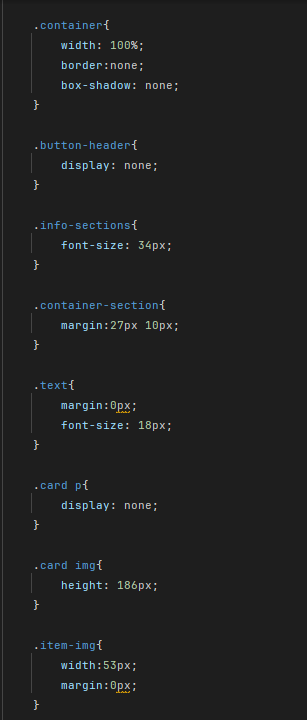 .container{
width: 100%;
border:none;
box-shadow: none;
}
.button-header{
display: none;
}
.info-sections{
font-size: 34px;
}
.container-section{
margin:27px 10px;
}
.text{
margin:0px;
font-size: 18px;
}
.card p{
display: none;
}
.card img{
height: 186px;
}
.item-img{
width:53px;
margin:0px;
}